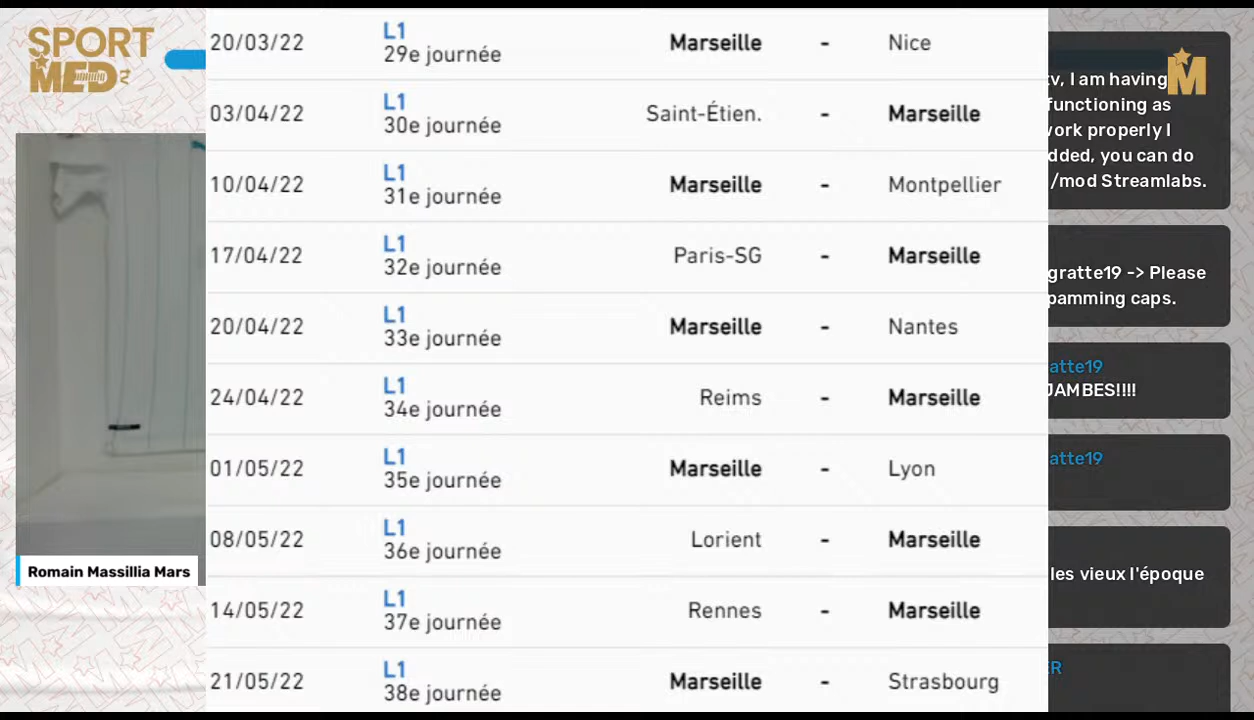 SPORT
MED
20/03/22 L1 29e journée Marseille - Nice
03/04/22 L1 30e journée Saint-Étien. - Marseille
10/04/22 L1 31e journée Marseille - Montpellier
17/04/22 L1 32e journée Paris-SG - Marseille
20/04/22 L1 33e journée Marseille - Nantes
24/04/22 L1 34e journée Reims - Marseille
01/05/22 L1 35e journée Marseille - Lyon
08/05/22 L1 36e journée Lorient - Marseille
14/05/22 L1 37e journée Rennes - Marseille
21/05/22 L1 38e journée Marseille - Strasbourg
Romain Massillia Mars
M
tv, I am having
functioning as
work properly I
dded, you can do
/mod Streamlabs.
gratte19 -> Please
pamming caps.
atte19
JAMBES!!!!
atte19
les vieux l'époque
ER